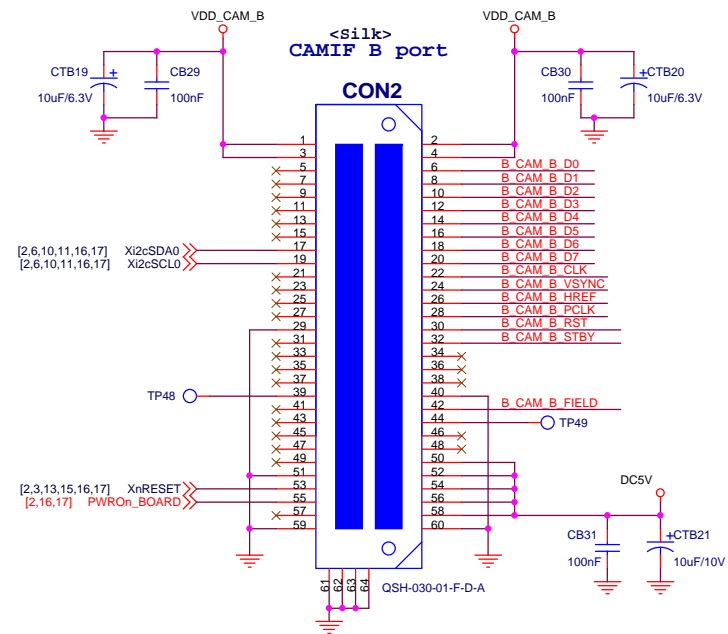 VDD_CAM_B
VDD_CAM_B
<Silk>
CAMIF B port
CTB19
+
CB29
10uF/6.3V
100nF
CON2
CB30
+
CTB20
100nF
10uF/6.3V
1
2
3
4
5
6
B_CAM_B_D0
7
8
B_CAM_B_D1
9
10
B_CAM_B_D2
11
12
B_CAM_B_D3
13
14
B_CAM_B_D4
15
16
B_CAM_B_D5
[2,6,10,11,16,17] Xi2cSDA0
17
18
B_CAM_B_D6
[2,6,10,11,16,17] Xi2cSCL0
19
20
B_CAM_B_D7
21
22
B_CAM_B_CLK
23
24
B_CAM_B_VSYNC
25
26
B_CAM_B_HREF
27
28
B_CAM_B_PCLK
29
30
B_CAM_B_RST
31
32
B_CAM_B_STBY
33
34
35
36
37
38
TP48
39
40
41
42
B_CAM_B_FIELD
43
44
TP49
45
46
47
48
49
50
51
52
[2,3,13,15,16,17] XnRESET
53
54
[2,16,17] PWROn_BOARD
55
56
57
58
59
60
DC5V
CB31
+
CTB21
100nF
10uF/10V
61
62
63
64
QSH-030-01-F-D-A